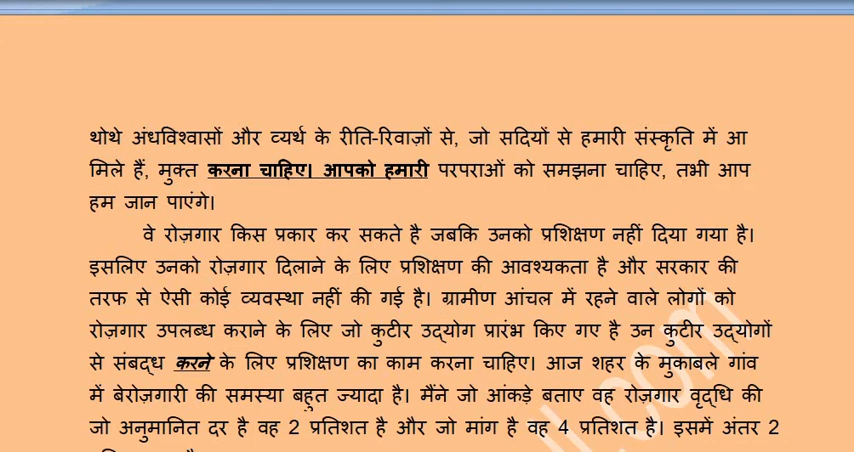 थोथे अंधविश्वासों और व्यर्थ के रीति-रिवाज़ों से, जो सदियों से हमारी संस्कृति में आ
मिले हैं, मुक्त करना चाहिए। आपको हमारी परपराओं को समझना चाहिए, तभी आप
हम जान पाएंगे।
वे रोज़गार किस प्रकार कर सकते है जबकि उनको प्रशिक्षण नहीं दिया गया है।
इसलिए उनको रोज़गार दिलाने के लिए प्रशिक्षण की आवश्यकता है और सरकार की
तरफ से ऐसी कोई व्यवस्था नहीं की गई है। ग्रामीण आंचल में रहने वाले लोगों को
रोज़गार उपलब्ध कराने के लिए जो कुटीर उद्योग प्रारंभ किए गए है उन कुटीर उद्योगों
से संबद्ध करने के लिए प्रशिक्षण का काम करना चाहिए। आज शहर के मुकाबले गांव
में बेरोज़गारी की समस्या बहुत ज्यादा है। मैंने जो आंकड़े बताए वह रोज़गार वृद्धि की
जो अनुमानित दर है वह 2 प्रतिशत है और जो मांग है वह 4 प्रतिशत है। इसमें अंतर 2